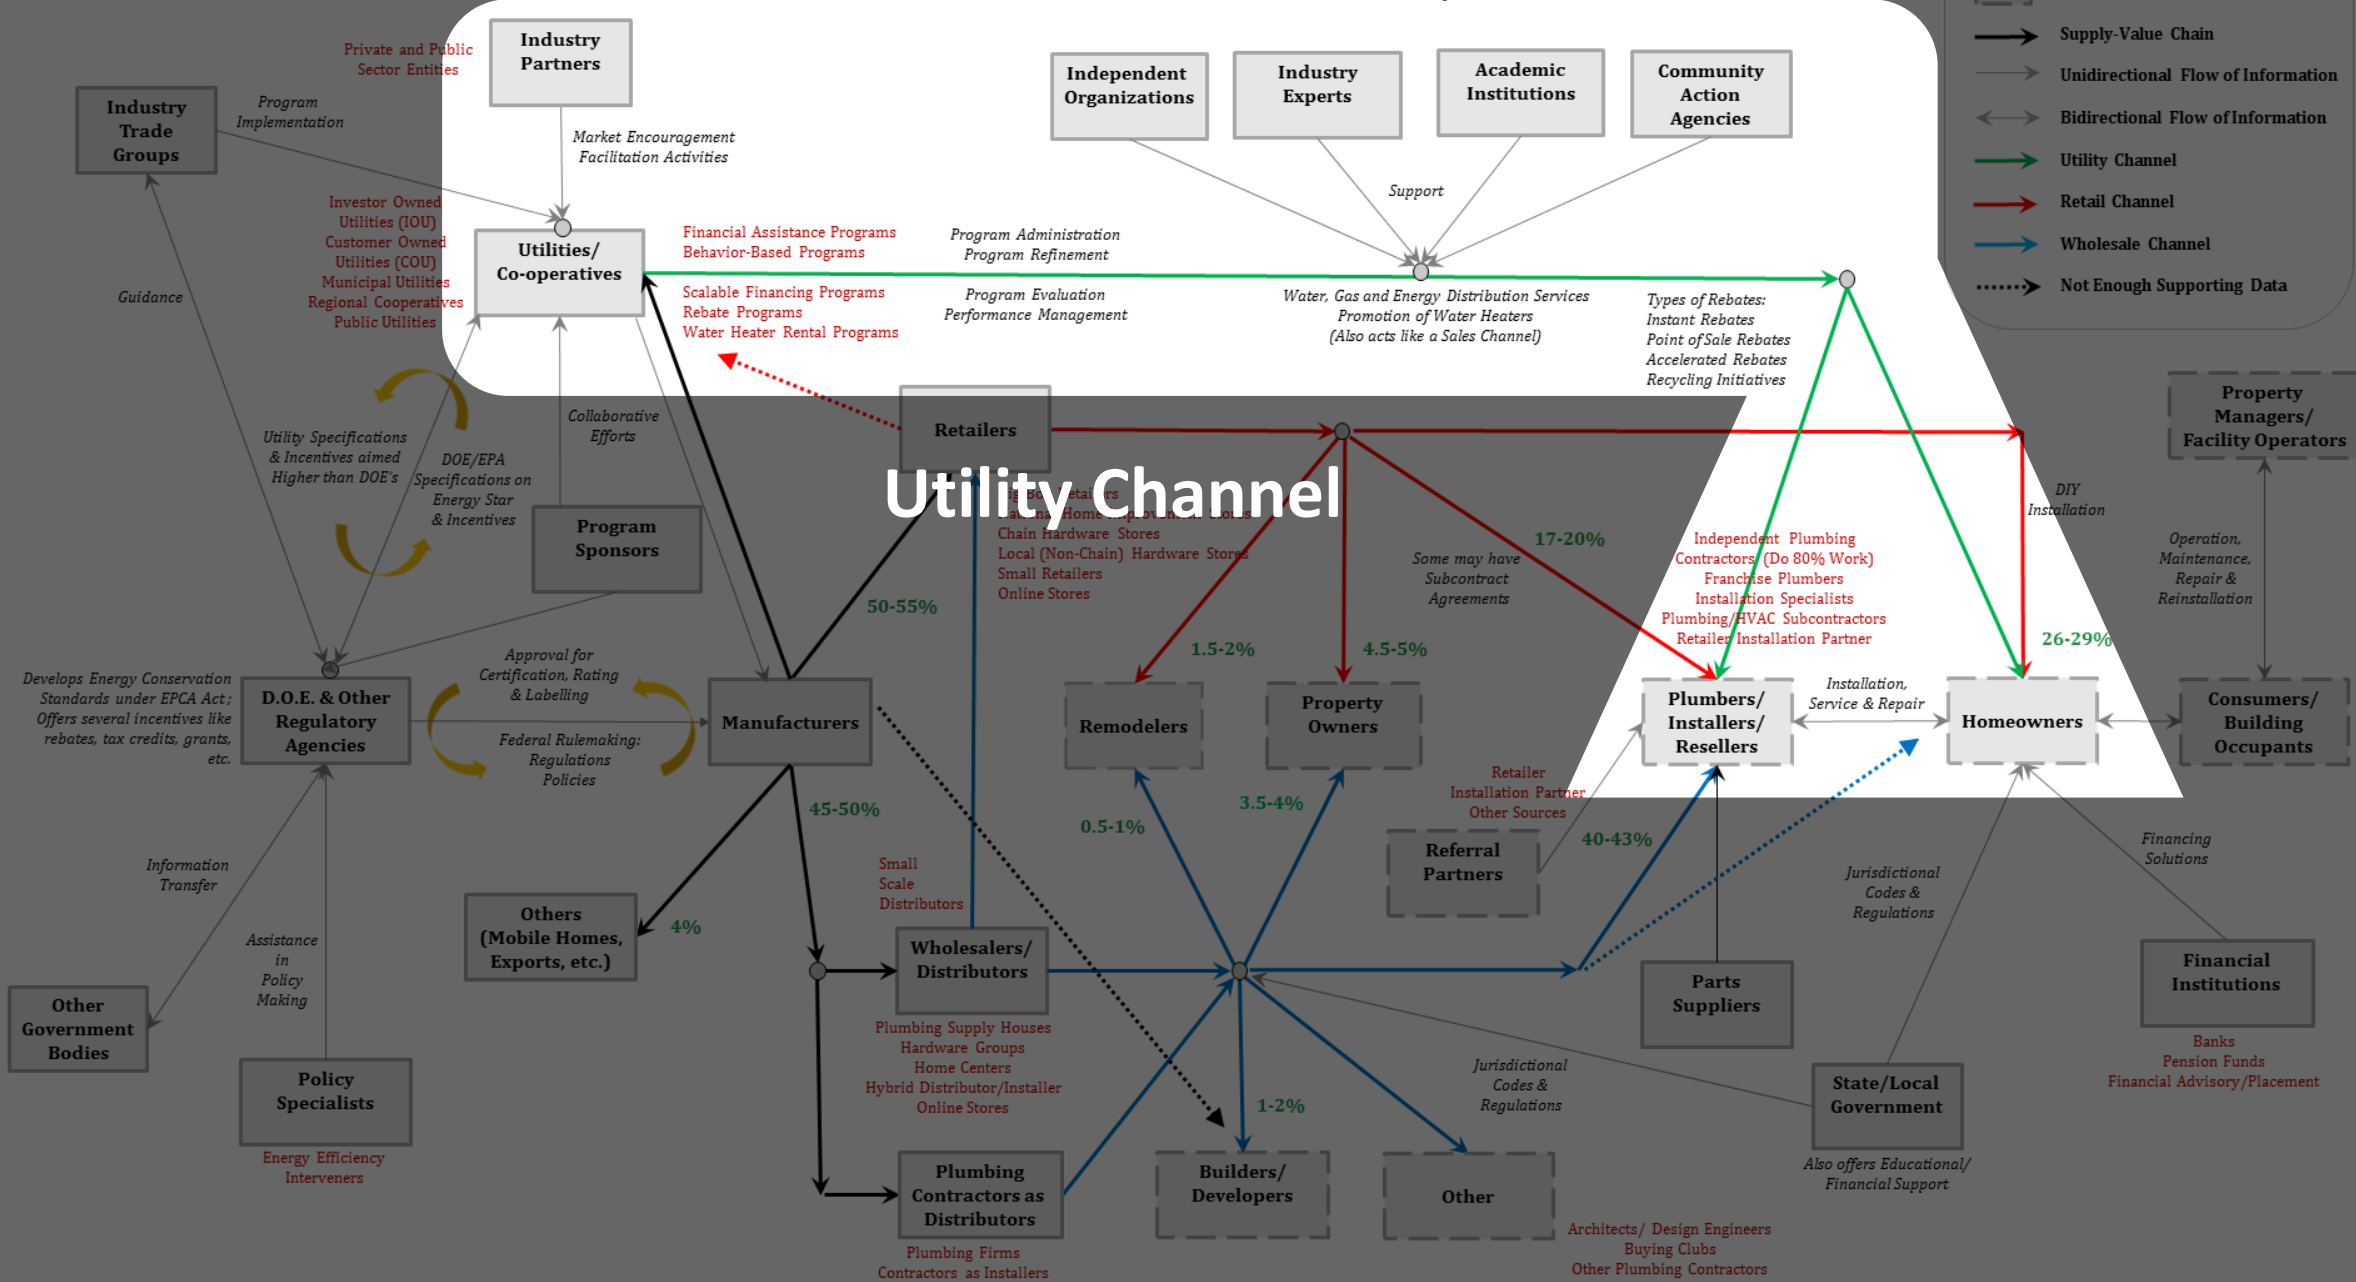 Industry
Partners
Private and Public
Sector Entities
Independent
Organizations
Industry
Experts
Academic
Institutions
Community
Action
Agencies
Supply-Value Chain
Unidirectional Flow of Information
Bidirectional Flow of Information
Utility Channel
Retail Channel
Wholesale Channel
Not Enough Supporting Data
Industry
Trade
Groups
Program
Implementation
Market Encouragement
Facilitation Activities
Support
Investor Owned
Utilities (IOU)
Customer Owned
Utilities (COU)
Municipal Utilities
Regional Cooperatives
Public Utilities
Utilities/
Co-operatives
Financial Assistance Programs
Behavior-Based Programs
Scalable Financing Programs
Rebate Programs
Water Heater Rental Programs
Program Administration
Program Refinement
Program Evaluation
Performance Management
Water, Gas and Energy Distribution Services
Promotion of Water Heaters
(Also acts like a Sales Channel)
Types of Rebates:
Instant Rebates
Point of Sale Rebates
Accelerated Rebates
Recycling Initiatives
Guidance
Utility Specifications
& Incentives aimed
Higher than DOE's
DOE/EPA
Specifications on
Energy Star
& Incentives
Collaborative
Efforts
Program
Sponsors
Retailers
Utility Channel
Big Box Retailers
National Home Improvement Stores
Chain Hardware Stores
Local (Non-Chain) Hardware Stores
Small Retailers
Online Stores
50-55%
Some may have
Subcontract
Agreements
17-20%
1.5-2%
4.5-5%
Independent Plumbing
Contractors (Do 80% Work)
Franchise Plumbers
Installation Specialists
Plumbing/HVAC Subcontractors
Retailer Installation Partner
DIY
Installation
26-29%
Property
Managers/
Facility Operators
Operation,
Maintenance,
Repair &
Reinstallation
Develops Energy Conservation
Standards under EPCA Act;
Offers several incentives like
rebates, tax credits, grants,
etc.
D.O.E. & Other
Regulatory
Agencies
Approval for
Certification, Rating
& Labelling
Federal Rulemaking:
Regulations
Policies
Manufacturers
Remodelers
Property
Owners
Plumbers/
Installers/
Resellers
Installation,
Service & Repair
Homeowners
Consumers/
Building
Occupants
45-50%
0.5-1%
3.5-4%
Retailer
Installation Partner
Other Sources
40-43%
Referral
Partners
Information
Transfer
Assistance
in
Policy
Making
Others
(Mobile Homes,
Exports, etc.)
4%
Small
Scale
Distributors
Wholesalers/
Distributors
Plumbing Supply Houses
Hardware Groups
Home Centers
Hybrid Distributor/Installer
Online Stores
Parts
Suppliers
Jurisdictional
Codes &
Regulations
Financing
Solutions
Financial
Institutions
Banks
Pension Funds
Financial Advisory/Placement
Other
Government
Bodies
Policy
Specialists
Energy Efficiency
Interveners
Plumbing
Contractors as
Distributors
Plumbing Firms
Contractors as Installers
1-2%
Builders/
Developers
Other
Jurisdictional
Codes &
Regulations
State/Local
Government
Also offers Educational/
Financial Support
Architects/ Design Engineers
Buying Clubs
Other Plumbing Contractors